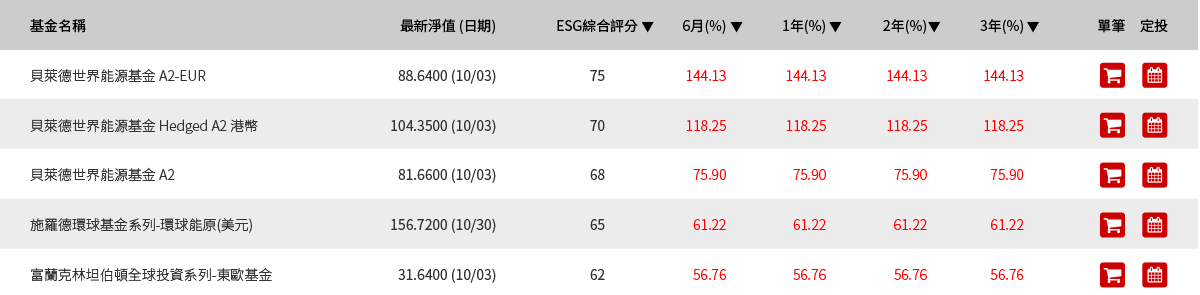 基金名稱 最新淨值 (日期) ESG綜合評分 ▼ 6月(%) ▼ 1年(%) ▼ 2年(%)▼ 3年(%) ▼ 單筆 定投
貝萊德世界能源基金 A2-EUR 88.6400 (10/03) 75 144.13 144.13 144.13 144.13
貝萊德世界能源基金 Hedged A2 港幣 104.3500 (10/03) 70 118.25 118.25 118.25 118.25
貝萊德世界能源基金 A2 81.6600 (10/03) 68 75.90 75.90 75.90 75.90
施羅德環球基金系列-環球能原(美元) 156.7200 (10/30) 65 61.22 61.22 61.22 61.22
富蘭克林坦伯頓全球投資系列-東歐基金 31.6400 (10/03) 62 56.76 56.76 56.76 56.76